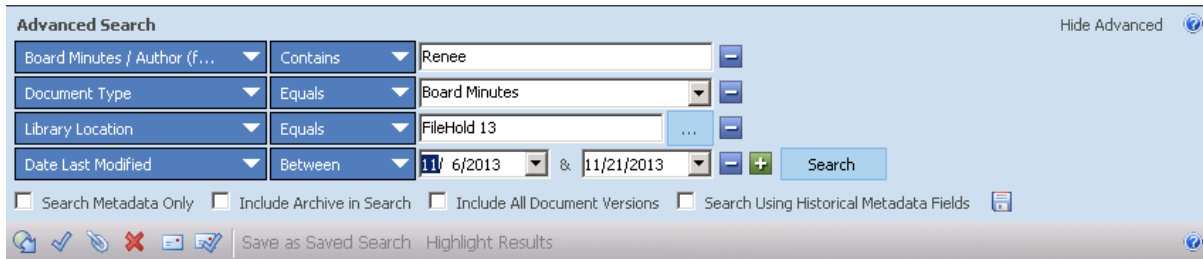 Advanced Search Hide Advanced
Board Minutes / Author (f... Contains Renee
Document Type Equals Board Minutes
Library Location Equals FileHold 13 ...
Date Last Modified Between 11/ 6/2013 & 11/21/2013 Search
Search Metadata Only Include Archive in Search Include All Document Versions Search Using Historical Metadata Fields
Save as Saved Search Highlight Results